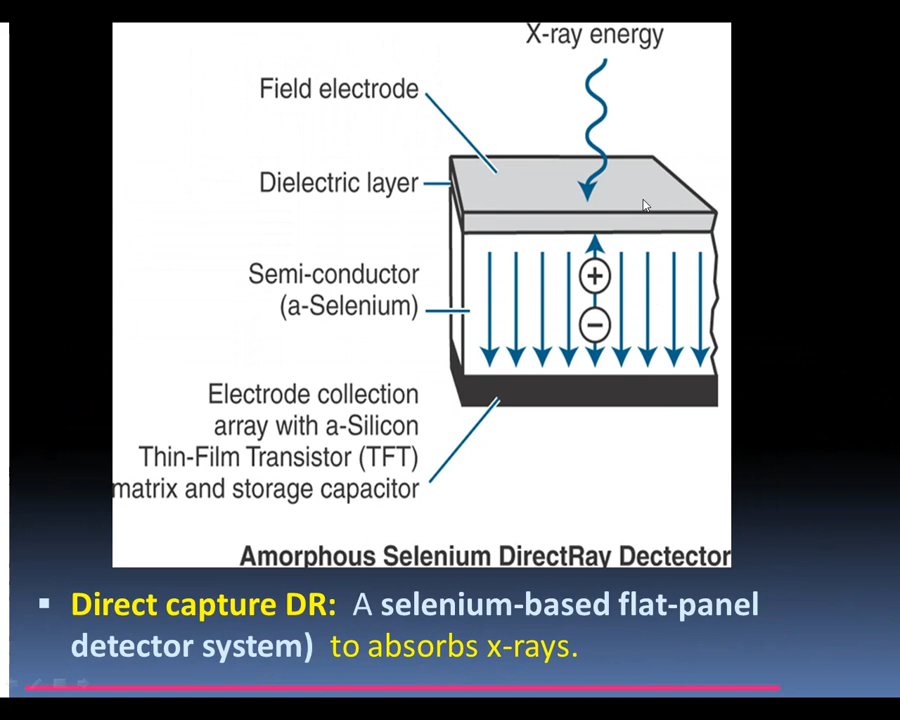 X-ray energy
Field electrode
Dielectric layer
Semi-conductor
(a-Selenium)
+
−
Electrode collection
array with a-Silicon
Thin-Film Transistor (TFT)
matrix and storage capacitor
Amorphous Selenium DirectRay Dectector
▪ Direct capture DR: A selenium-based flat-panel
detector system) to absorbs x-rays.